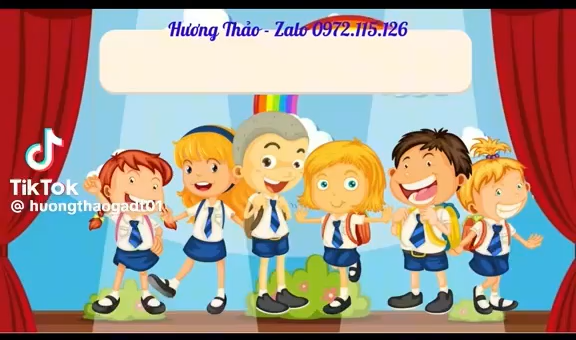 Hương Thảo - Zalo 0972.115.126
TikTok
@ huongthaogadt01